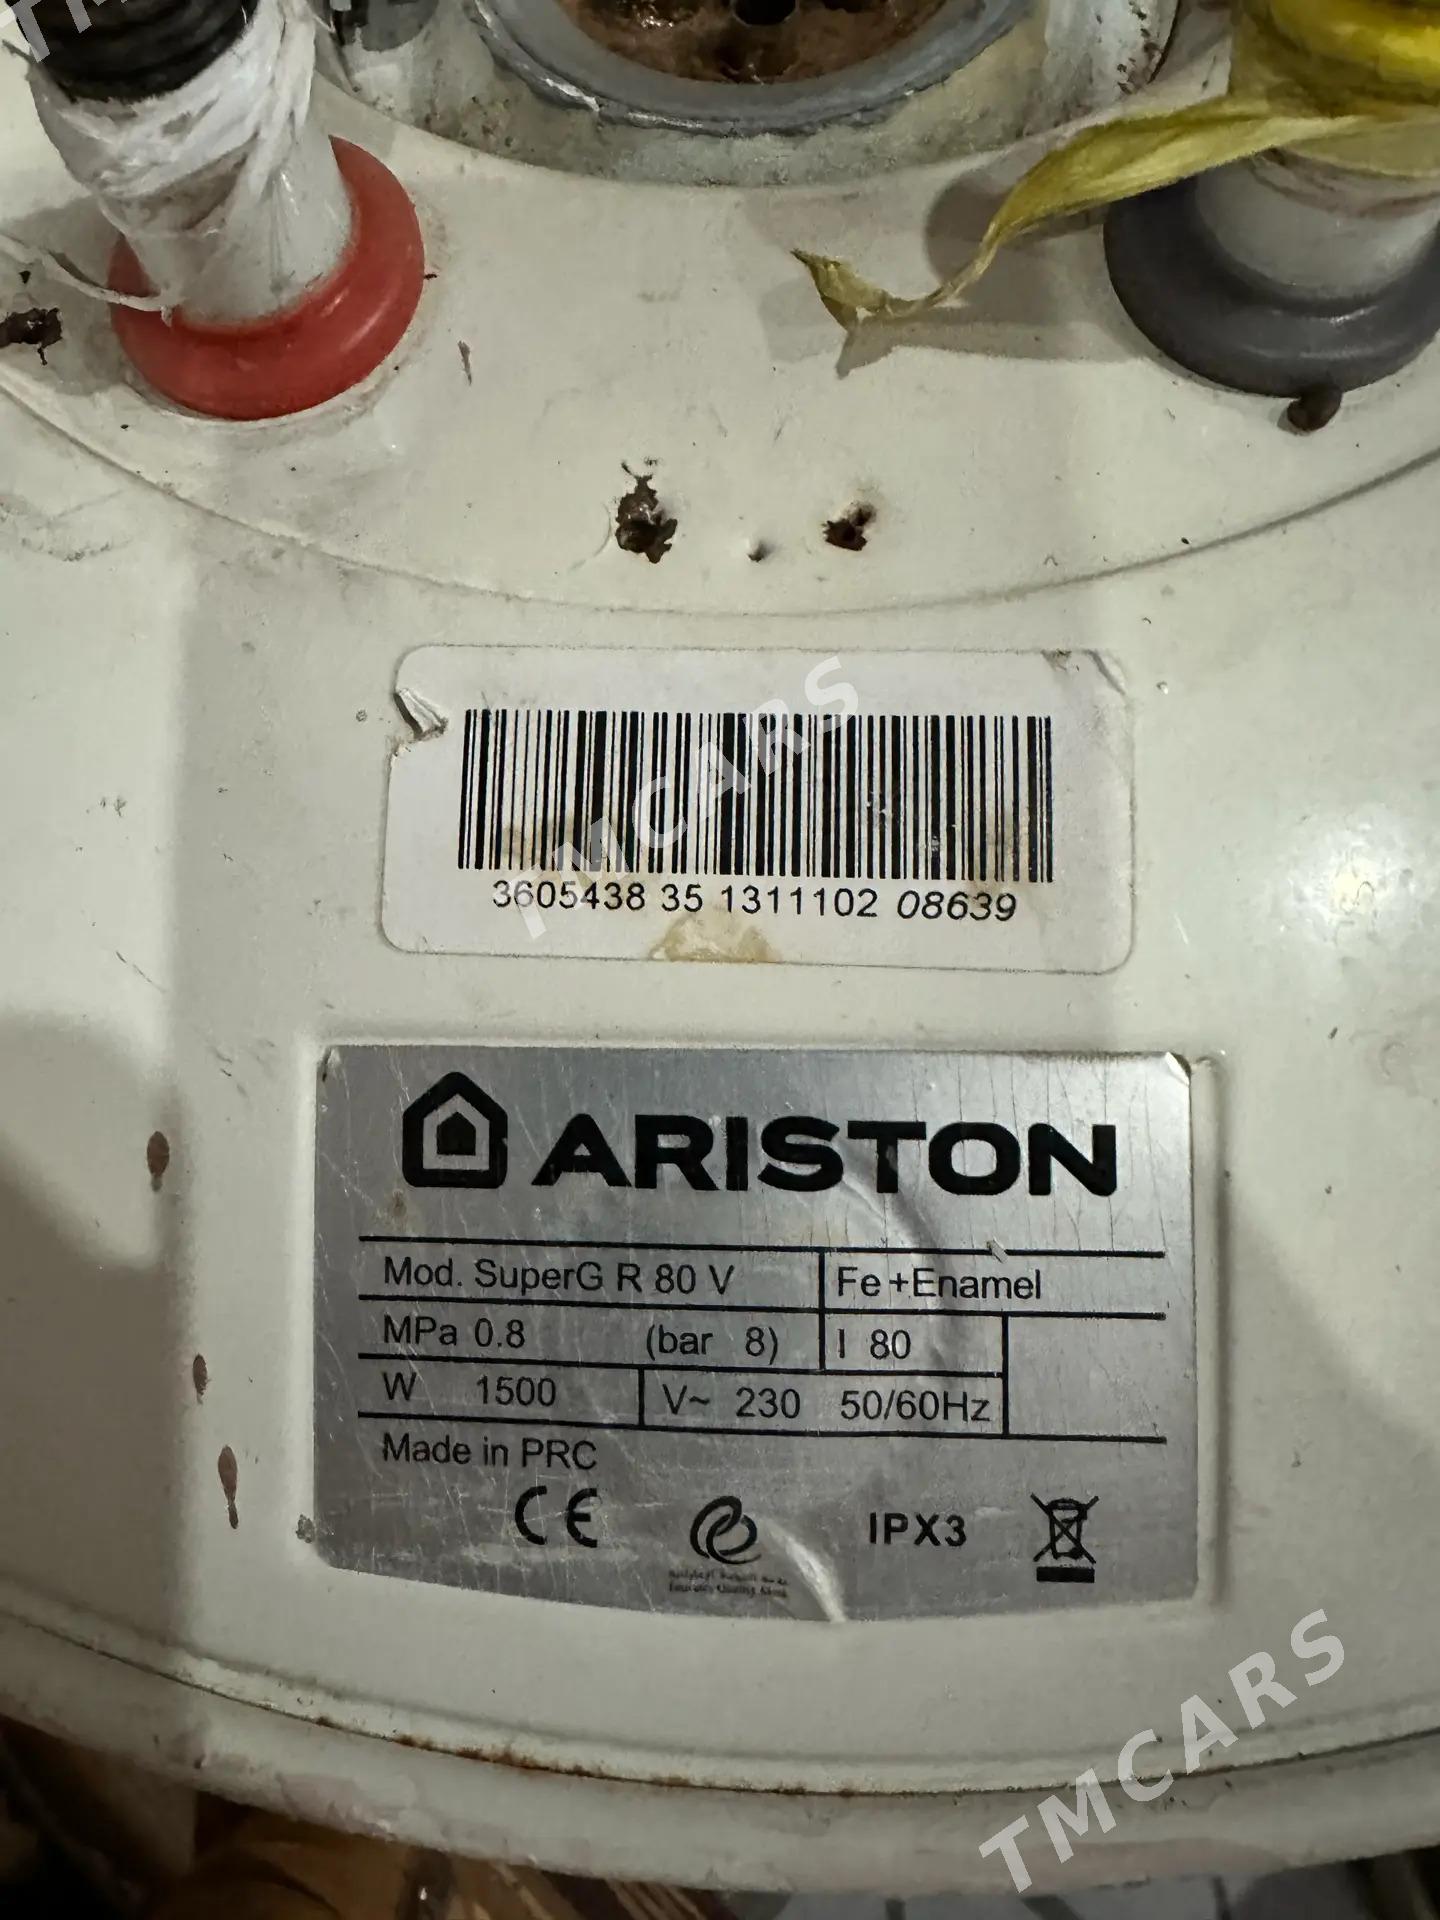 TMCARS
3605438 35 1311102 08639
ARISTON
Mod. SuperG R 80 V Fe+Enamel
MPa 0.8 (bar 8) l 80
W 1500 V~ 230 50/60Hz
Made in PRC
CE IPX3
TMCARS